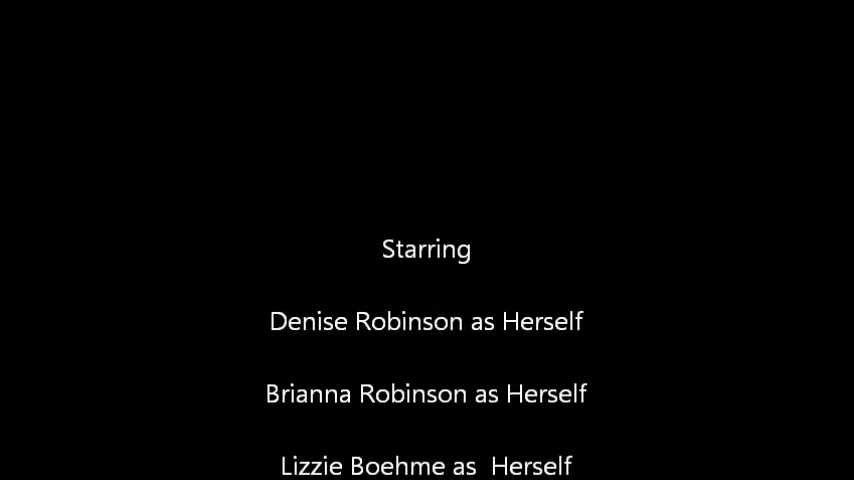 Starring
Denise Robinson as Herself
Brianna Robinson as Herself
Lizzie Boehme as  Herself